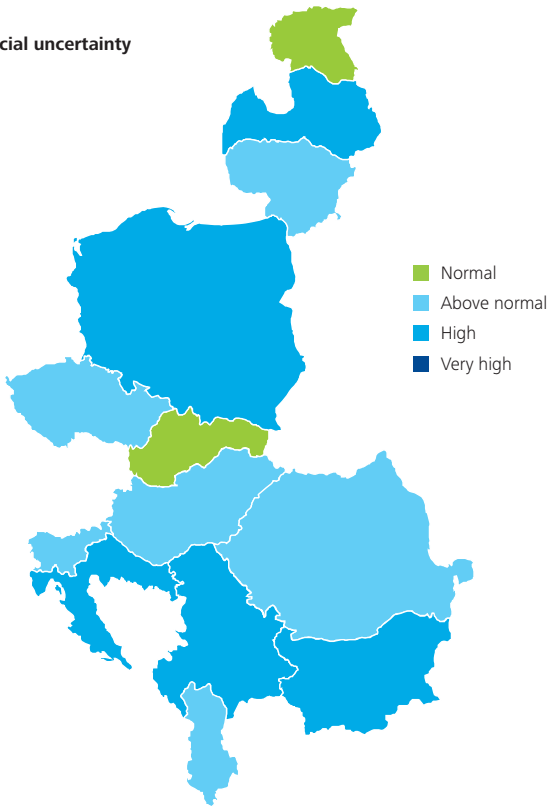 cial uncertainty
Normal
Above normal
High
Very high